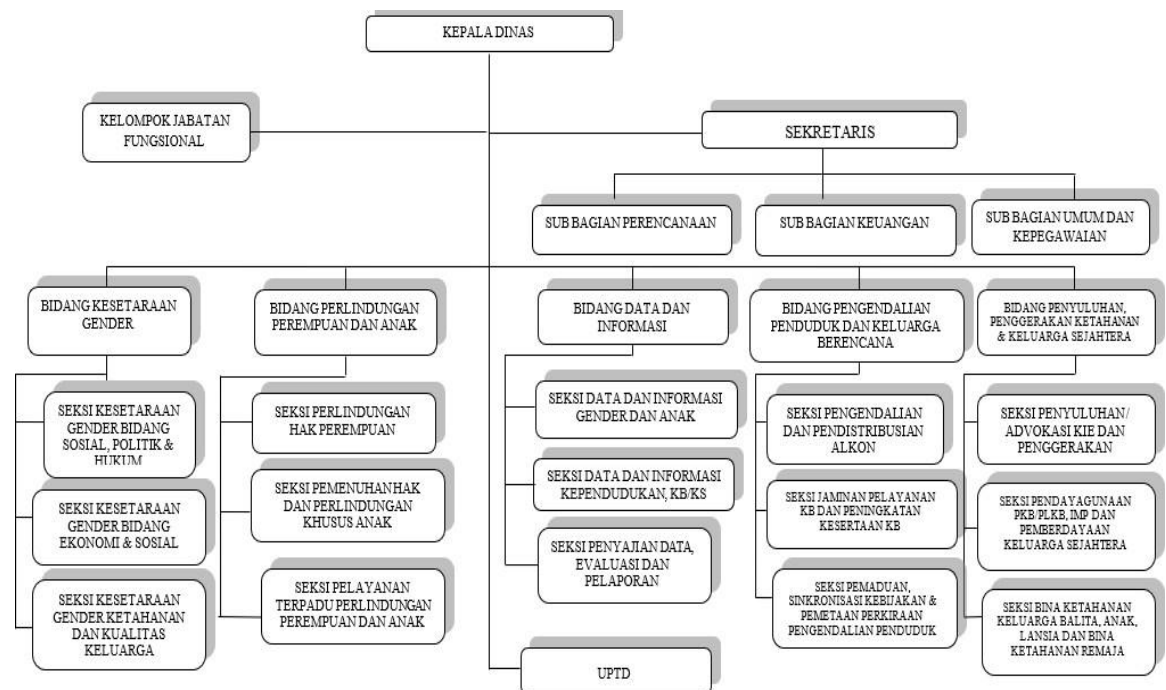 KEPALA DINAS
KELOMPOK JABATAN
FUNGSIONAL
SEKRETARIS
SUB BAGIAN PERENCANAAN
SUB BAGIAN KEUANGAN
SUB BAGIAN UMUM DAN
KEPEGAWAIAN
BIDANG KESETARAAN
GENDER
BIDANG PERLINDUNGAN
PEREMPUAN DAN ANAK
BIDANG DATA DAN
INFORMASI
BIDANG PENGENDALIAN
PENDUDUK DAN KELUARGA
BERENCANA
BIDANG PENYULUHAN,
PENGGERAKAN KETAHANAN
& KELUARGA SEJAHTERA
SEKSI KESETARAAN
GENDER BIDANG
SOSIAL, POLITIK &
HUKUM
SEKSI KESETARAAN
GENDER BIDANG
EKONOMI & SOSIAL
SEKSI KESETARAAN
GENDER KETAHANAN
DAN KUALITAS
KELUARGA
SEKSI PERLINDUNGAN
HAK PEREMPUAN
SEKSI PEMENUHAN HAK
DAN PERLINDUNGAN
KHUSUS ANAK
SEKSI PELAYANAN
TERPADU PERLINDUNGAN
PEREMPUAN DAN ANAK
SEKSI DATA DAN INFORMASI
GENDER DAN ANAK
SEKSI DATA DAN INFORMASI
KEPENDUDUKAN, KB/KS
SEKSI PENYAJIAN DATA,
EVALUASI DAN
PELAPORAN
SEKSI PENGENDALIAN
DAN PENDISTRIBUSIAN
ALKON
SEKSI JAMINAN PELAYANAN
KB DAN PENINGKATAN
KESERTAAN KB
SEKSI PEMADUAN,
SINKRONISASI KEBIJAKAN &
PEMETAAN PERKIRAAN
PENGENDALIAN PENDUDUK
SEKSI PENYULUHAN/
ADVOKASI KIE DAN
PENGGERAKAN
SEKSI PENDAYAGUNAAN
PKB/PLKB, IMP DAN
PEMBERDAYAAN
KELUARGA SEJAHTERA
SEKSI BINA KETAHANAN
KELUARGA BALITA, ANAK,
LANSIA DAN BINA
KETAHANAN REMAJA
UPTD